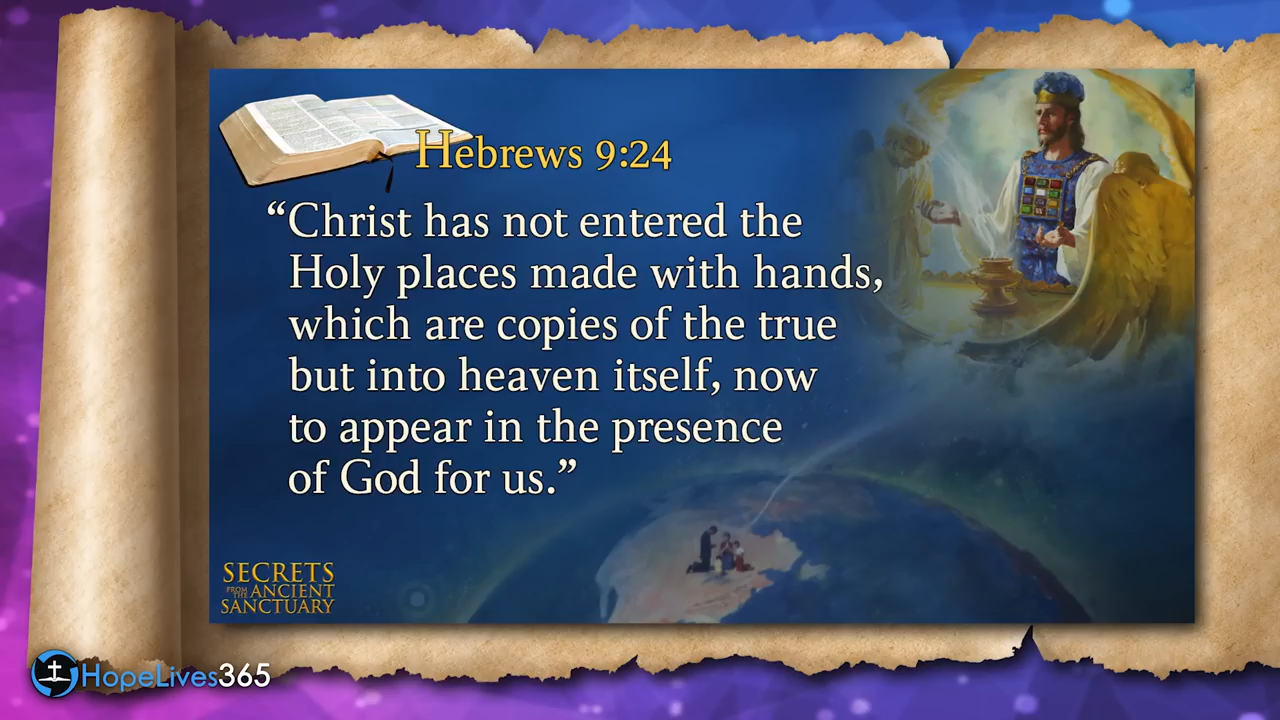 Hebrews 9:24
“Christ has not entered the
Holy places made with hands,
which are copies of the true
but into heaven itself, now
to appear in the presence
of God for us.”
SECRETS
FROM THE ANCIENT
SANCTUARY
HopeLives365